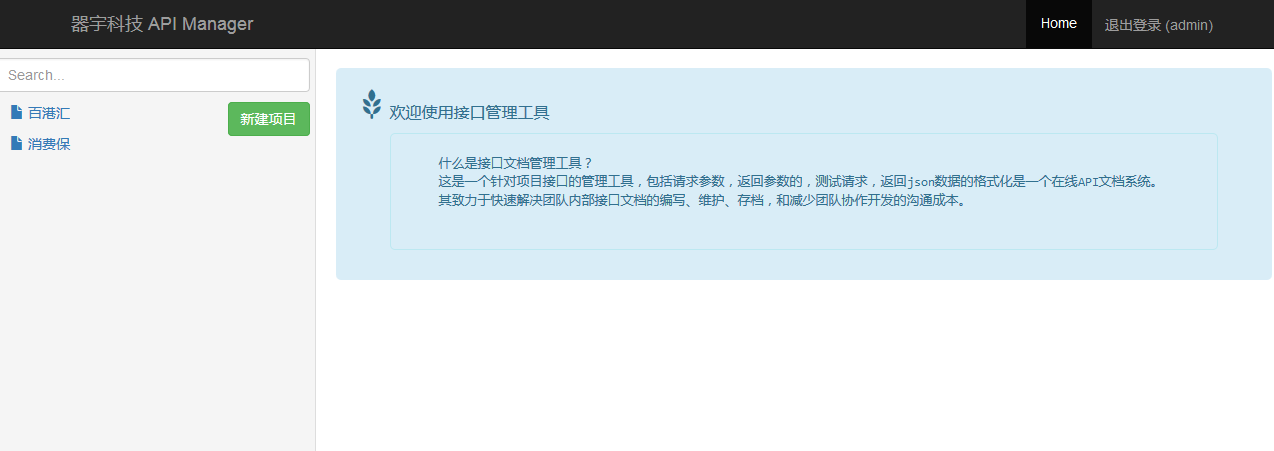 器宇科技 API Manager
Home
退出登录 (admin)
Search...
百港汇
新建项目
消费保
欢迎使用接口管理工具
什么是接口文档管理工具？
这是一个针对项目接口的管理工具，包括请求参数，返回参数的，测试请求，返回json数据的格式化是一个在线API文档系统。
其致力于快速解决团队内部接口文档的编写、维护、存档，和减少团队协作开发的沟通成本。